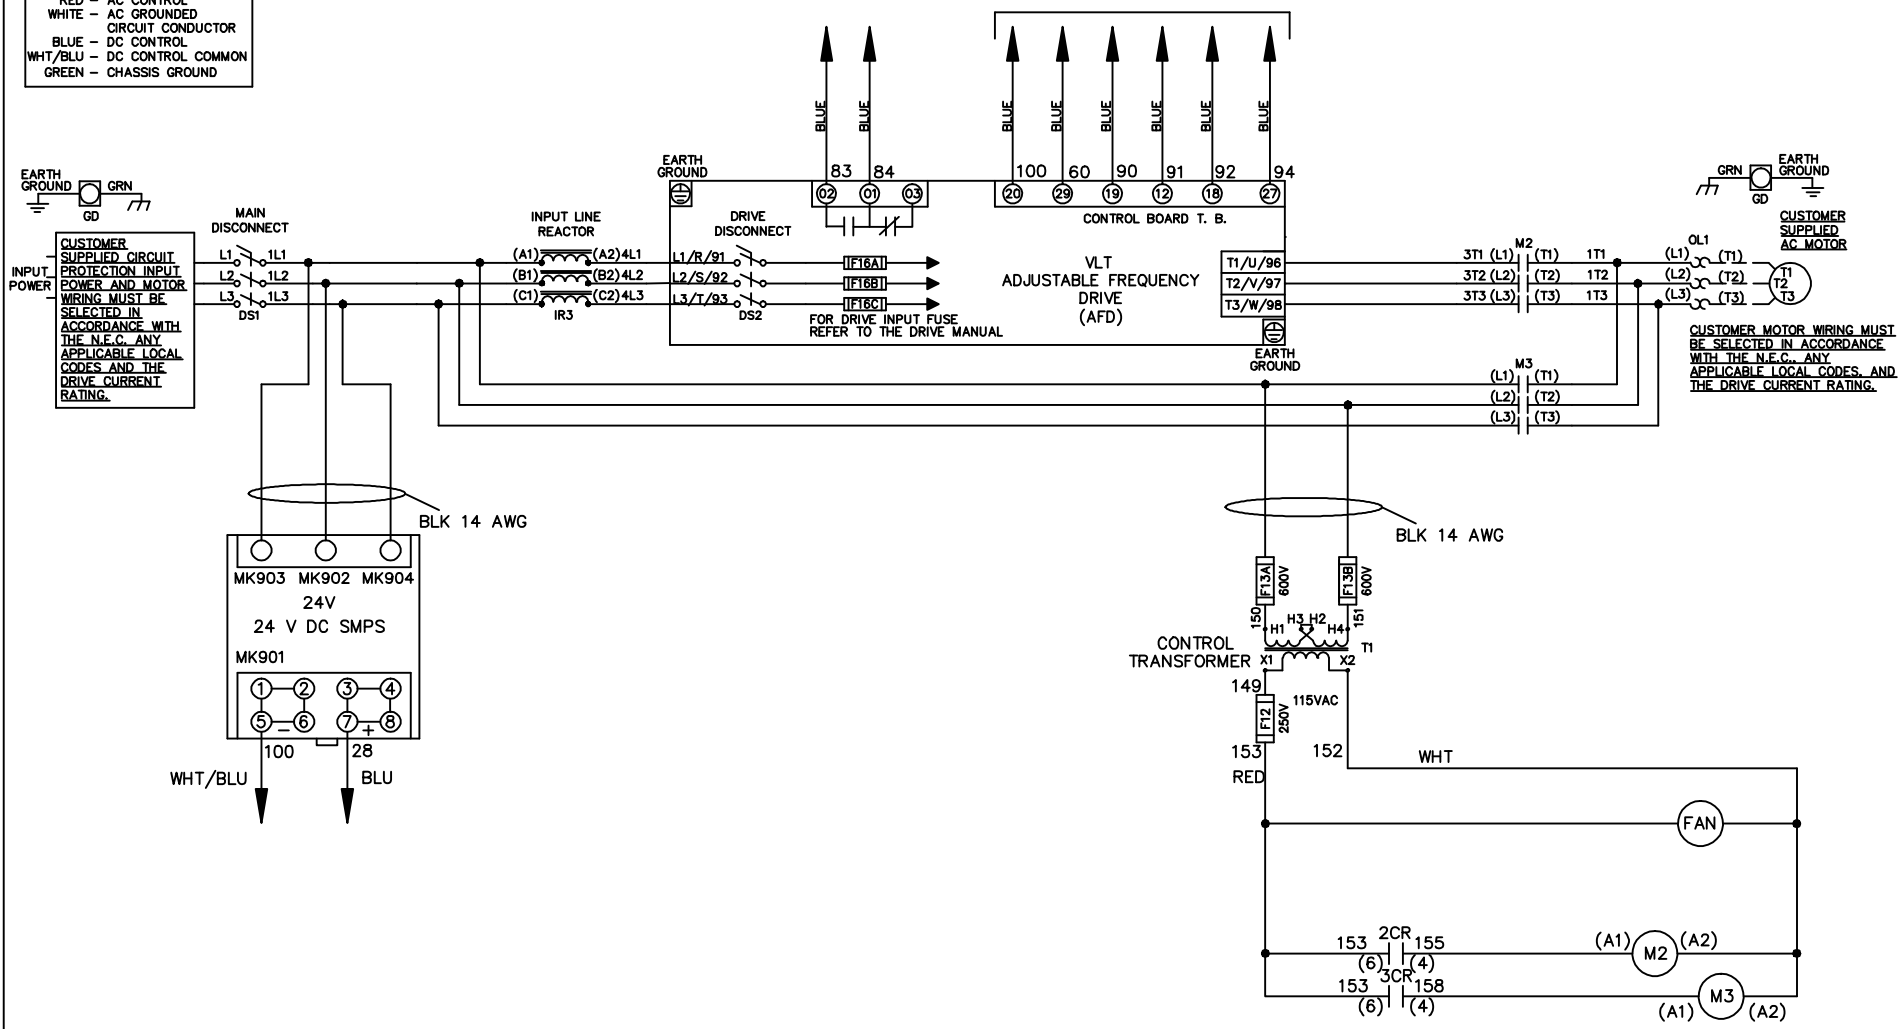 RED – AC CONTROL
WHITE – AC GROUNDED
CIRCUIT CONDUCTOR
BLUE – DC CONTROL
WHT/BLU – DC CONTROL COMMON
GREEN – CHASSIS GROUND
BLUE
BLUE
BLUE
BLUE
BLUE
BLUE
BLUE
BLUE
EARTH
GROUND
GRN
GD
MAIN
DISCONNECT
INPUT LINE
REACTOR
EARTH
GROUND
DRIVE
DISCONNECT
83
84
02
01
03
100
60
90
91
92
94
20
29
19
12
18
27
CONTROL BOARD T. B.
GRN
EARTH
GROUND
GD
CUSTOMER
SUPPLIED
AC MOTOR
INPUT
POWER
CUSTOMER
SUPPLIED CIRCUIT
PROTECTION INPUT
POWER AND MOTOR
WIRING MUST BE
SELECTED IN
ACCORDANCE WITH
THE N.E.C. ANY
APPLICABLE LOCAL
CODES AND THE
DRIVE CURRENT
RATING.
L1 1L1
L2 1L2
L3 1L3
DS1
(A1) (A2) 4L1
(B1) (B2) 4L2
(C1) (C2) 4L3
IR3
L1/R/91
L2/S/92
L3/T/93
DS2
F16A
F16B
F16C
FOR DRIVE INPUT FUSE
REFER TO THE DRIVE MANUAL
VLT
ADJUSTABLE FREQUENCY
DRIVE
(AFD)
T1/U/96
T2/V/97
T3/W/98
EARTH
GROUND
M2
3T1 (L1) (T1) 1T1
3T2 (L2) (T2) 1T2
3T3 (L3) (T3) 1T3
OL1
(L1) (T1)
(L2) (T2)
(L3) (T3)
T1
T2
T3
CUSTOMER MOTOR WIRING MUST
BE SELECTED IN ACCORDANCE
WITH THE N.E.C., ANY
APPLICABLE LOCAL CODES, AND
THE DRIVE CURRENT RATING.
M3
(L1) (T1)
(L2) (T2)
(L3) (T3)
BLK 14 AWG
BLK 14 AWG
MK903 MK902 MK904
24V
24 V DC SMPS
MK901
1 2 3 4
5 – 6 7 + 8
100
28
WHT/BLU
BLU
F13A
600V
F13B
600V
150
151
H1 H3 H2 H4
CONTROL
TRANSFORMER
X1 X2
T1
149
115VAC
F12
250V
153
152
RED
WHT
FAN
2CR
153 155
(6) (4)
(A1) M2 (A2)
3CR
153 158
(6) (4)
(A1) M3 (A2)